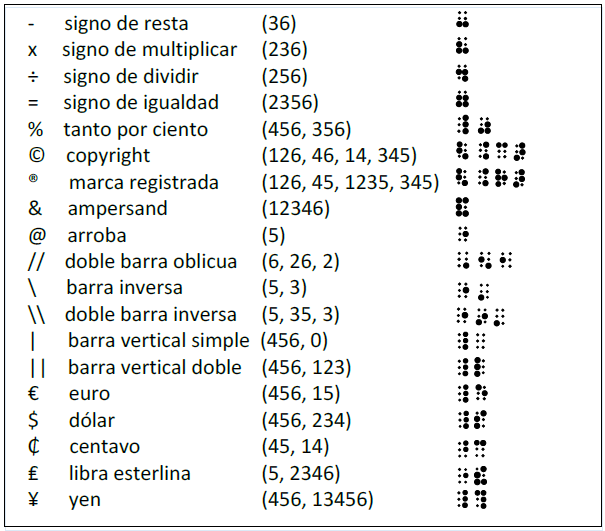 - signo de resta (36) ⠤
x signo de multiplicar (236) ⠦
÷ signo de dividir (256) ⠲
= signo de igualdad (2356) ⠶
% tanto por ciento (456, 356) ⠸⠴
© copyright (126, 46, 14, 345) ⠣⠨⠉⠜
® marca registrada (126, 45, 1235, 345) ⠣⠘⠗⠜
& ampersand (12346) ⠯
@ arroba (5) ⠐
// doble barra oblicua (6, 26, 2) ⠠⠢⠂
\ barra inversa (5, 3) ⠐⠄
\\ doble barra inversa (5, 35, 3) ⠐⠔⠄
| barra vertical simple (456, 0) ⠸⠀
|| barra vertical doble (456, 123) ⠸⠇
€ euro (456, 15) ⠸⠑
$ dólar (456, 234) ⠸⠎
₵ centavo (45, 14) ⠘⠉
₤ libra esterlina (5, 2346) ⠐⠮
¥ yen (456, 13456) ⠸⠽